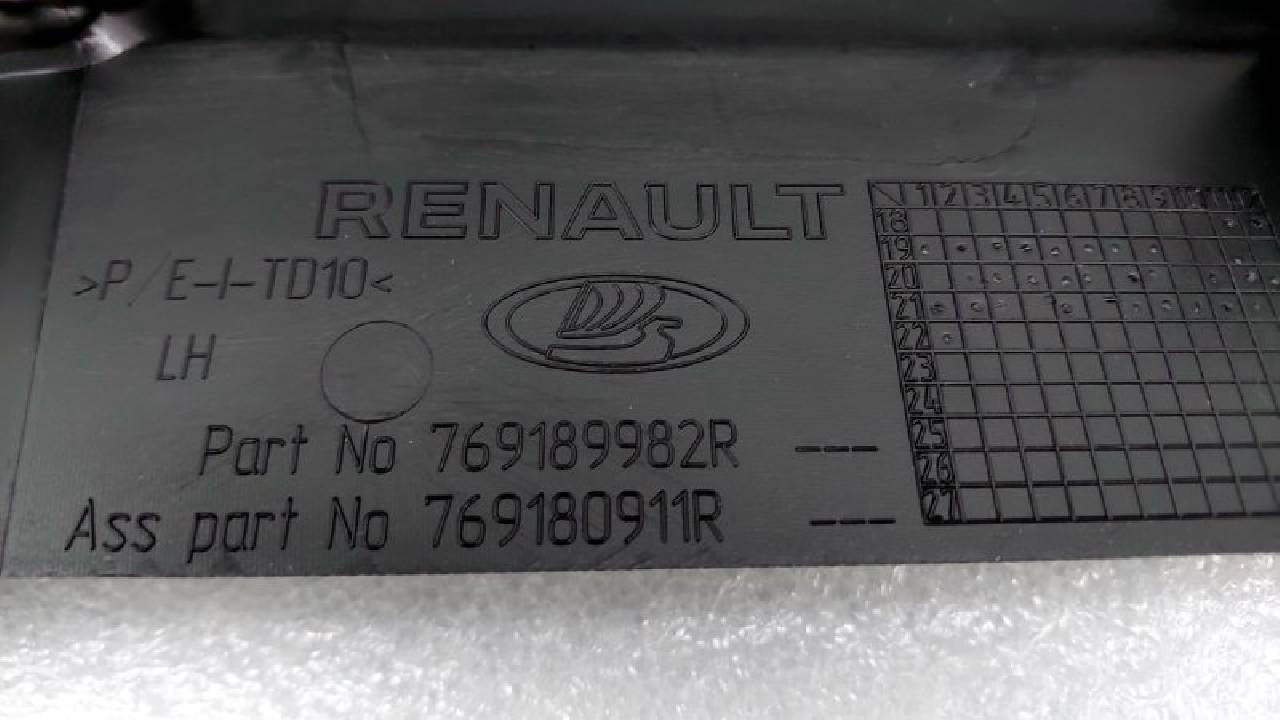 RENAULT
>P/E-I-TD10<
LH
Part No 769189982R ---
Ass part No 769180911R ---
1 2 3 4 5 6 7 8 9 10 11 12
18
19
20
21
22
23
24
25
26
27